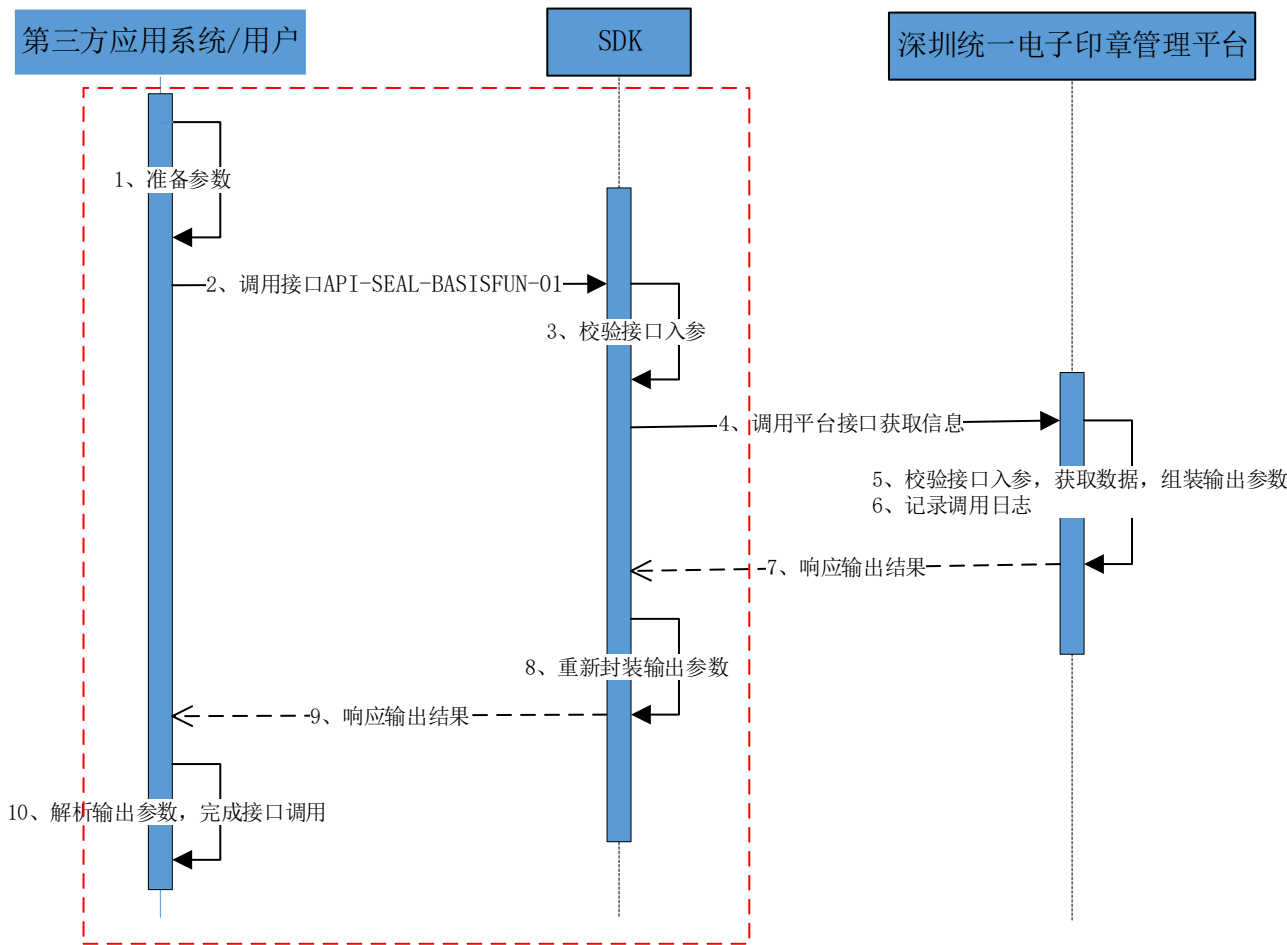 第三方应用系统/用户
SDK
深圳统一电子印章管理平台
1、准备参数
2、调用接口API-SEAL-BASISFUN-01
3、校验接口入参
4、调用平台接口获取信息
5、校验接口入参，获取数据，组装输出参数
6、记录调用日志
7、响应输出结果
8、重新封装输出参数
9、响应输出结果
10、解析输出参数，完成接口调用